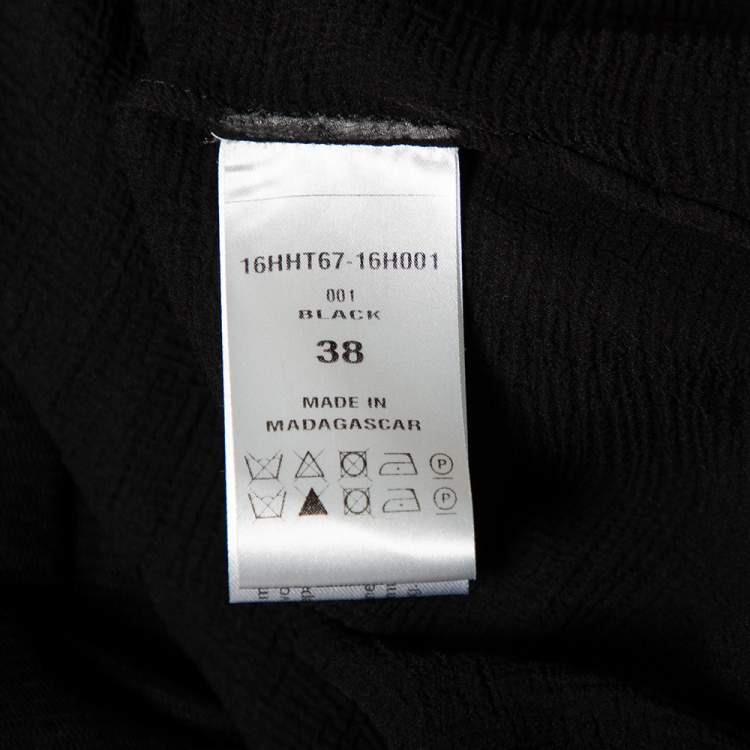 16HHT67-16H001
001
BLACK
38
MADE IN
MADAGASCAR
P
P